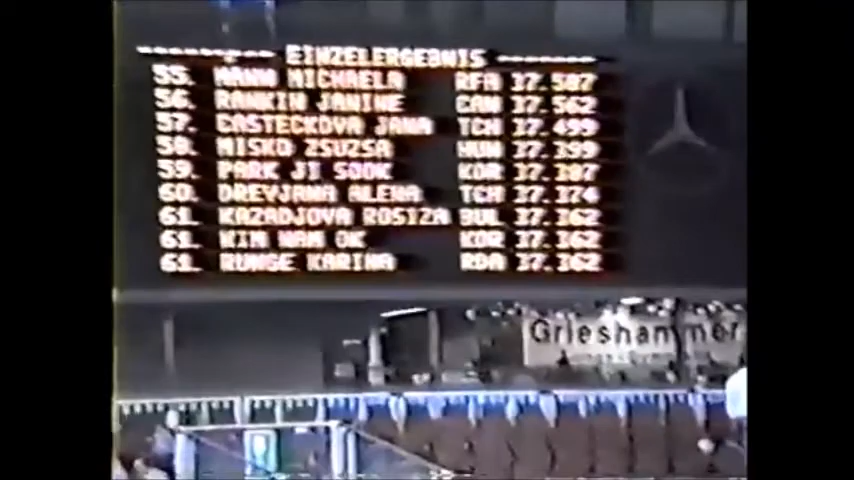 --------- EINZELERGEBNIS ---------
55. MANN MICHAELA RFA 37.587
56. RANKIN JANINE CAN 37.562
57. CASTECKOVA JANA TCH 37.499
58. MISKO ZSUZSA HUN 37.399
59. PARK JI SOOK KOR 37.387
60. DREVJANA ALENA TCH 37.374
61. KAZADJOVA ROSIZA BUL 37.362
61. KIM NAM OK KOR 37.362
61. RUNGE KARINA RDA 37.362
Grieshammer